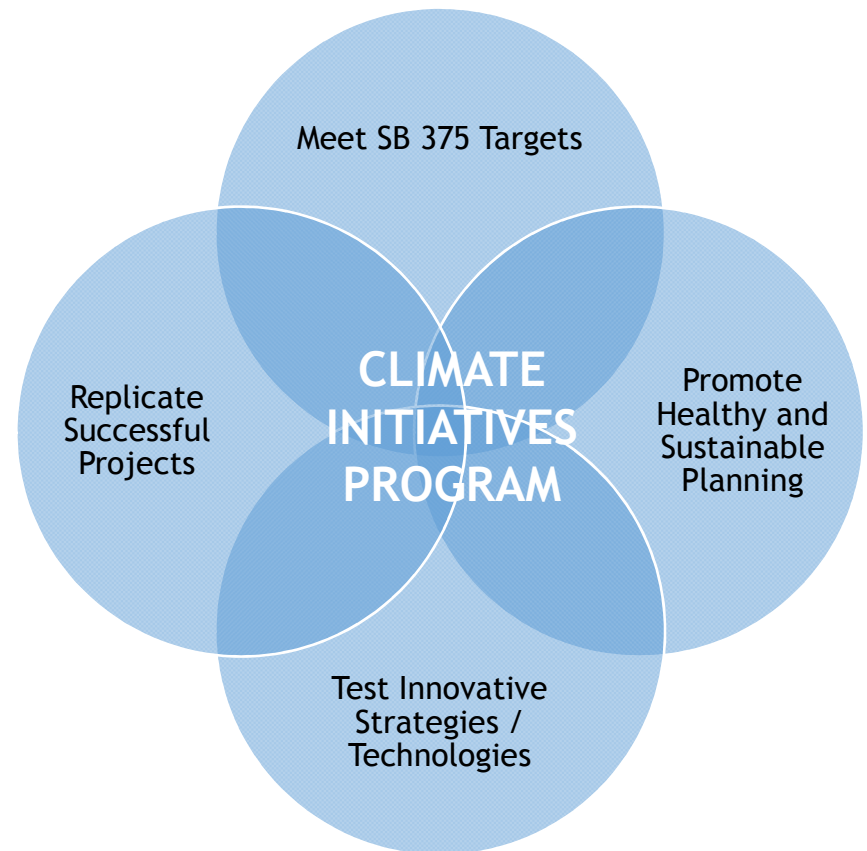 Meet SB 375 Targets
Replicate
Successful
Projects
CLIMATE
INITIATIVES
PROGRAM
Promote
Healthy and
Sustainable
Planning
Test Innovative
Strategies /
Technologies